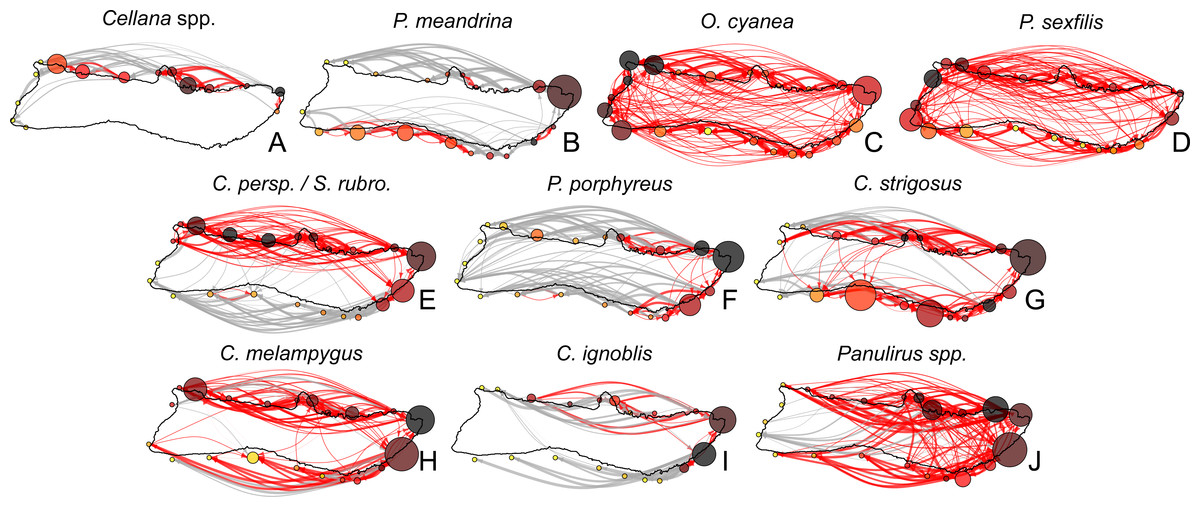 Cellana spp.
P. meandrina
O. cyanea
P. sexfilis
A
B
C
D
C. persp. / S. rubro.
P. porphyreus
C. strigosus
E
F
G
C. melampygus
C. ignoblis
Panulirus spp.
H
I
J